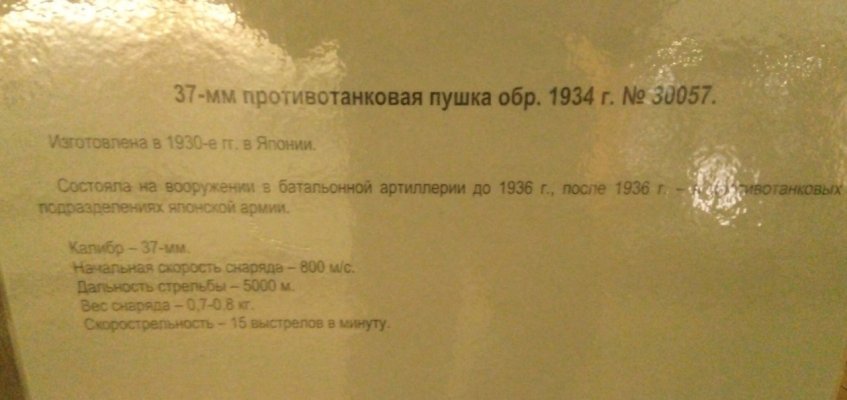 37-мм противотанковая пушка обр. 1934 г. № 30057.
Изготовлена в 1930-е гг. в Японии.
Состояла на вооружении в батальонной артиллерии до 1936 г., после 1936 г. – в противотанковых
подразделениях японской армии.
Калибр – 37-мм.
Начальная скорость снаряда – 800 м/с.
Дальность стрельбы – 5000 м.
Вес снаряда – 0,7-0.8 кг.
Скорострельность – 15 выстрелов в минуту.